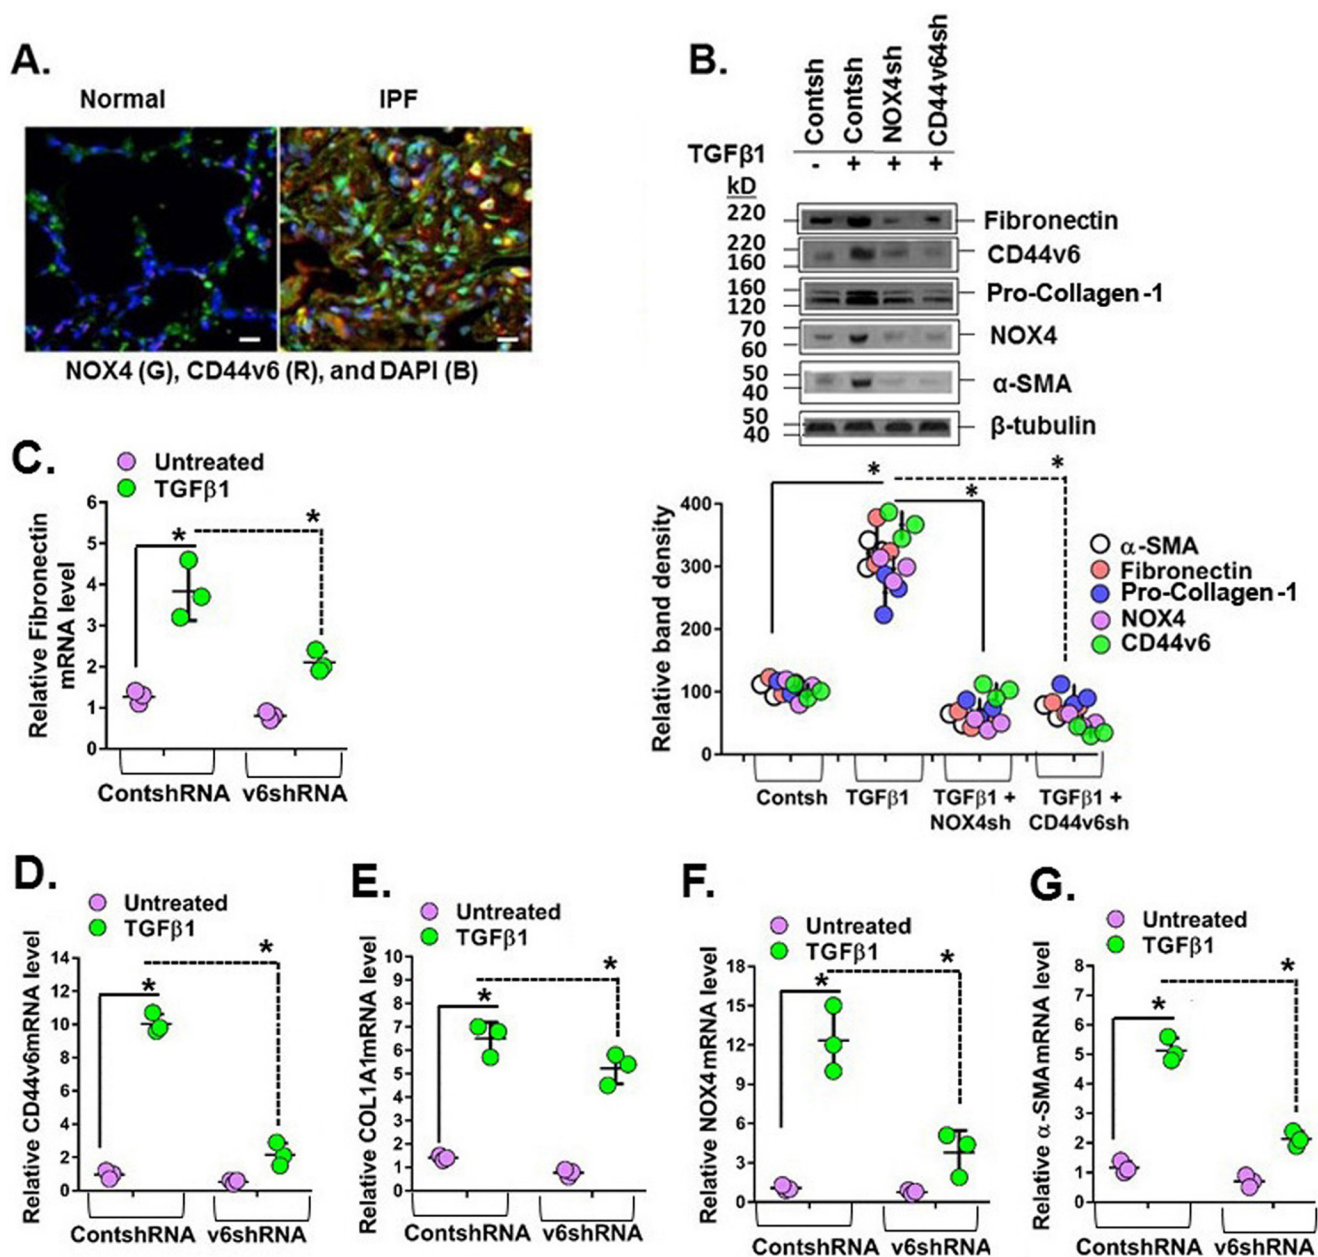 A.
Normal
IPF
NOX4 (G), CD44v6 (R), and DAPI (B)
B.
Contsh
Contsh
NOX4sh
CD44v64sh
TGFβ1
- + + +
kD
220
Fibronectin
220
160
CD44v6
160
120
Pro-Collagen-1
70
60
NOX4
50
40
α-SMA
50
40
β-tubulin
Relative band density
400
300
200
100
0
*
*
*
α-SMA
Fibronectin
Pro-Collagen-1
NOX4
CD44v6
Contsh
TGFβ1
TGFβ1 +
NOX4sh
TGFβ1 +
CD44v6sh
C.
Untreated
TGFβ1
Relative Fibronectin
mRNA level
6
5
4
3
2
1
0
*
*
ContshRNA
v6shRNA
D.
Untreated
TGFβ1
Relative CD44v6mRNA level
14
12
10
8
6
4
2
0
*
*
ContshRNA
v6shRNA
E.
Untreated
TGFβ1
Relative COL1A1mRNA level
10
9
8
7
6
5
4
3
2
1
0
*
*
ContshRNA
v6shRNA
F.
Untreated
TGFβ1
Relative NOX4mRNA level
18
15
12
9
6
3
0
*
*
ContshRNA
v6shRNA
G.
Untreated
TGFβ1
Relative α-SMAmRNA level
8
7
6
5
4
3
2
1
0
*
*
ContshRNA
v6shRNA